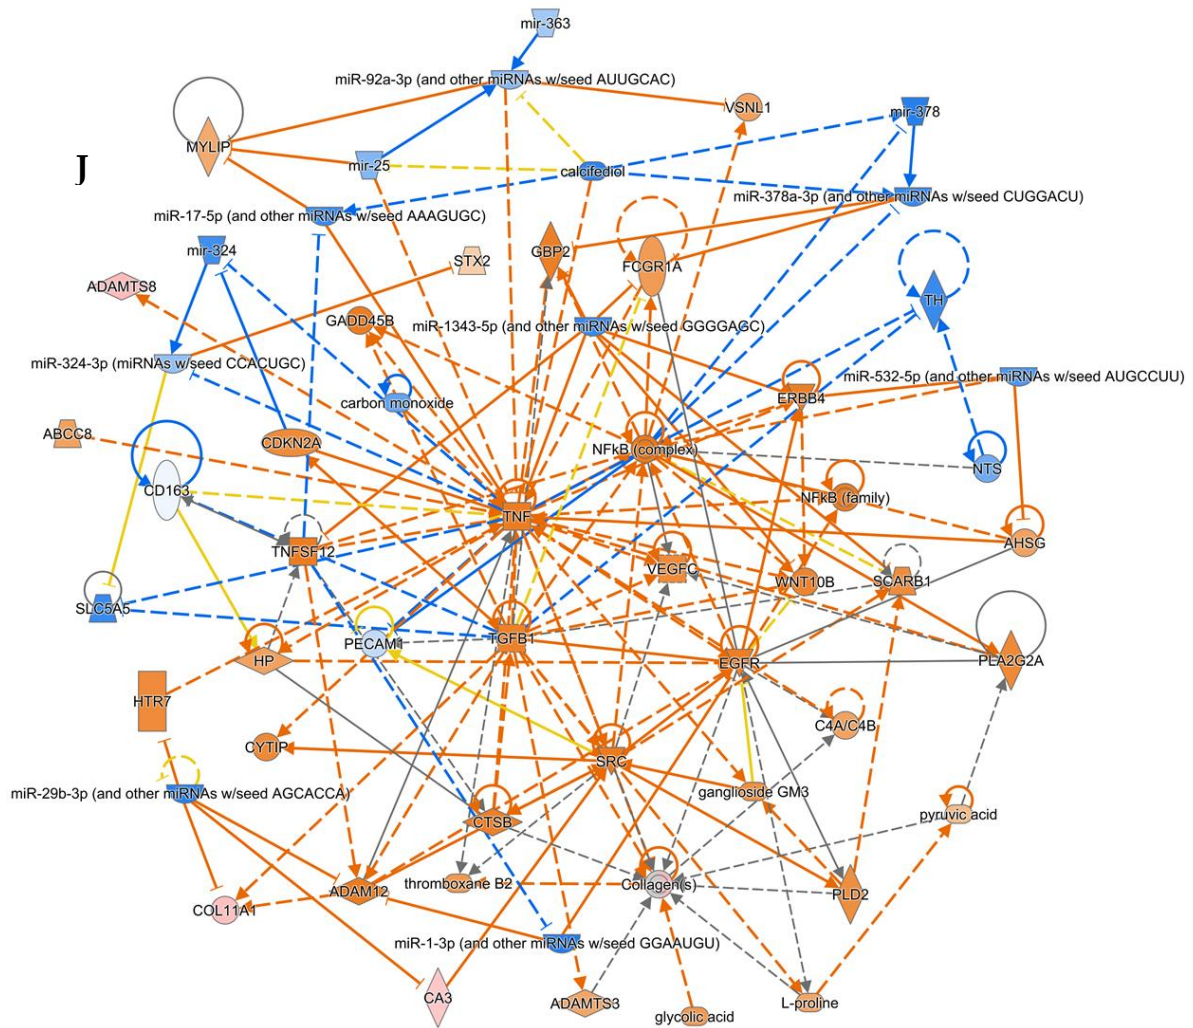 mir-363
miR-92a-3p (and other miRNAs w/seed AUUGCAC)
VSNL1
mir-378
MYLIP
J
mir-25
calcifediol
miR-378a-3p (and other miRNAs w/seed CUGGACU)
miR-17-5p (and other miRNAs w/seed AAAGUGC)
mir-324
STX2
GBP2
FCGR1A
ADAMTS8
TH
GADD45B
miR-1343-5p (and other miRNAs w/seed GGGGAGC)
miR-324-3p (miRNAs w/seed CCACUGC)
miR-532-5p (and other miRNAs w/seed AUGCCUU)
carbon monoxide
ERBB4
ABCC8
CDKN2A
NFkB (complex)
NTS
CD163
NFkB (family)
TNF
AHSG
TNFSF12
VEGFC
WNT10B
SCARB1
SLC5A5
PECAM1
TGFB1
HP
EGFR
PLA2G2A
HTR7
C4A/C4B
CYTIP
SRC
miR-29b-3p (and other miRNAs w/seed AGCACCA)
ganglioside GM3
pyruvic acid
CTSB
thromboxane B2
Collagen(s)
ADAM12
PLD2
COL11A1
miR-1-3p (and other miRNAs w/seed GGAAUGU)
CA3
ADAMTS3
glycolic acid
L-proline